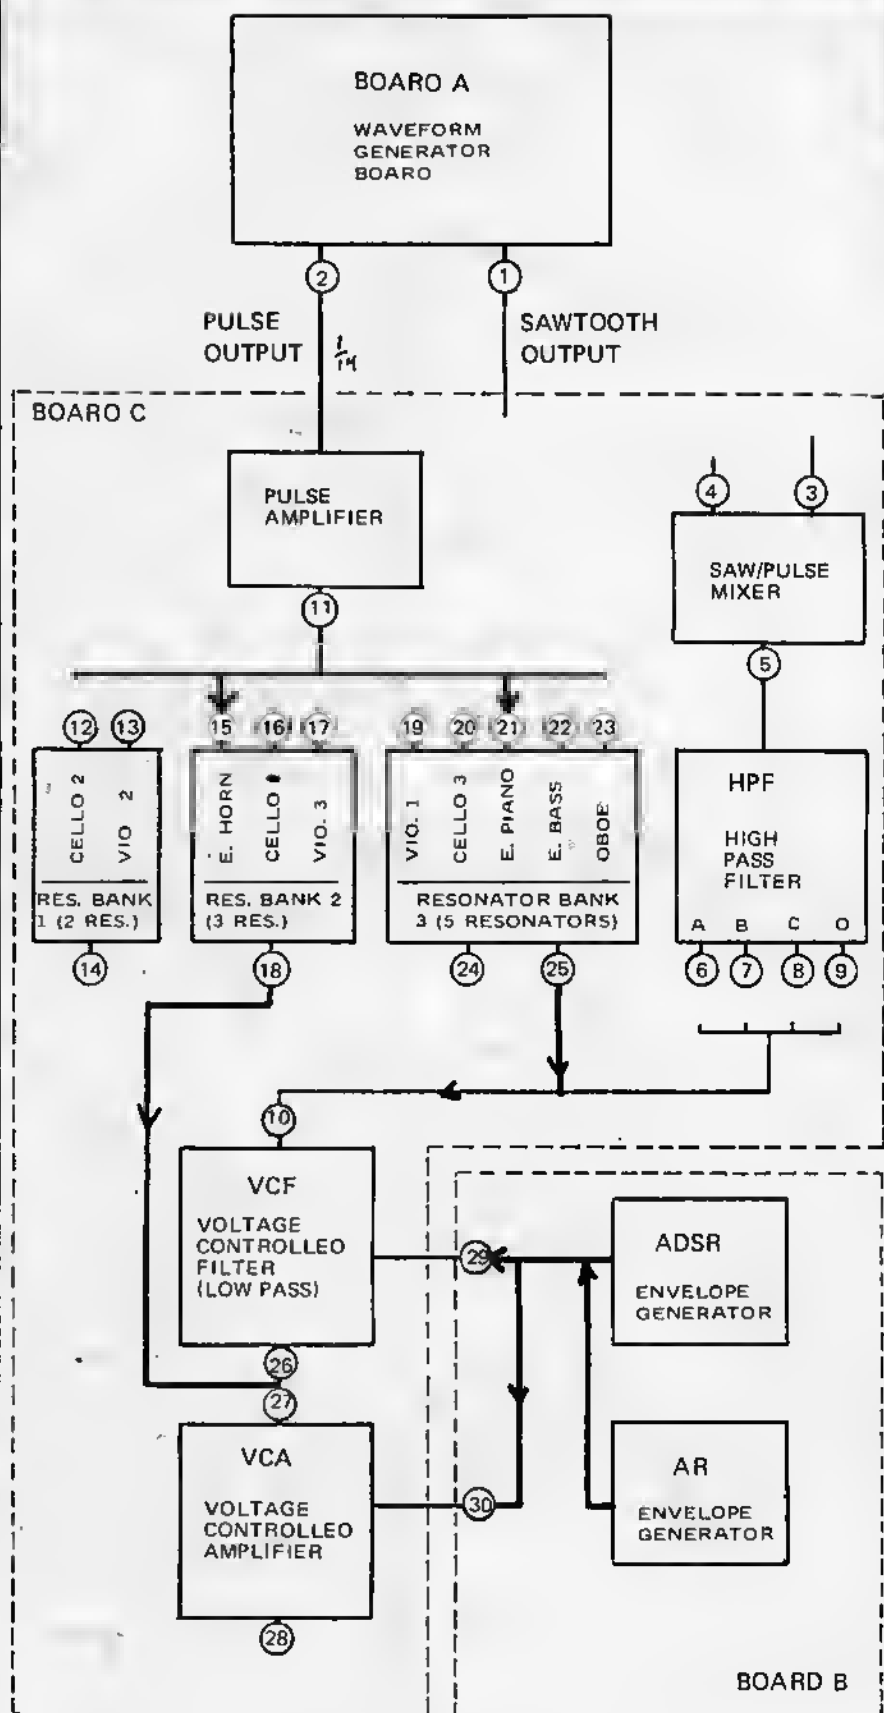 BOARO A
WAVEFORM
GENERATOR
BOARO
2
1
PULSE
OUTPUT
SAWTOOTH
OUTPUT
BOARO C
PULSE
AMPLIFIER
4
3
SAW/PULSE
MIXER
11
5
12
13
15
16
17
19
20
21
22
23
CELLO 2
VIO 2
E. HORN
CELLO
VIO. 3
VIO. 1
CELLO 3
E. PIANO
E. BASS
OBOE
RES. BANK
1 (2 RES.)
RES. BANK 2
(3 RES.)
RESONATOR BANK
3 (5 RESONATORS)
HPF
HIGH
PASS
FILTER
A B C O
14
18
24
25
6
7
8
9
10
VCF
VOLTAGE
CONTROLLEO
FILTER
(LOW PASS)
29
ADSR
ENVELOPE
GENERATOR
26
27
VCA
VOLTAGE
CONTROLLEO
AMPLIFIER
30
AR
ENVELOPE
GENERATOR
28
BOARD B